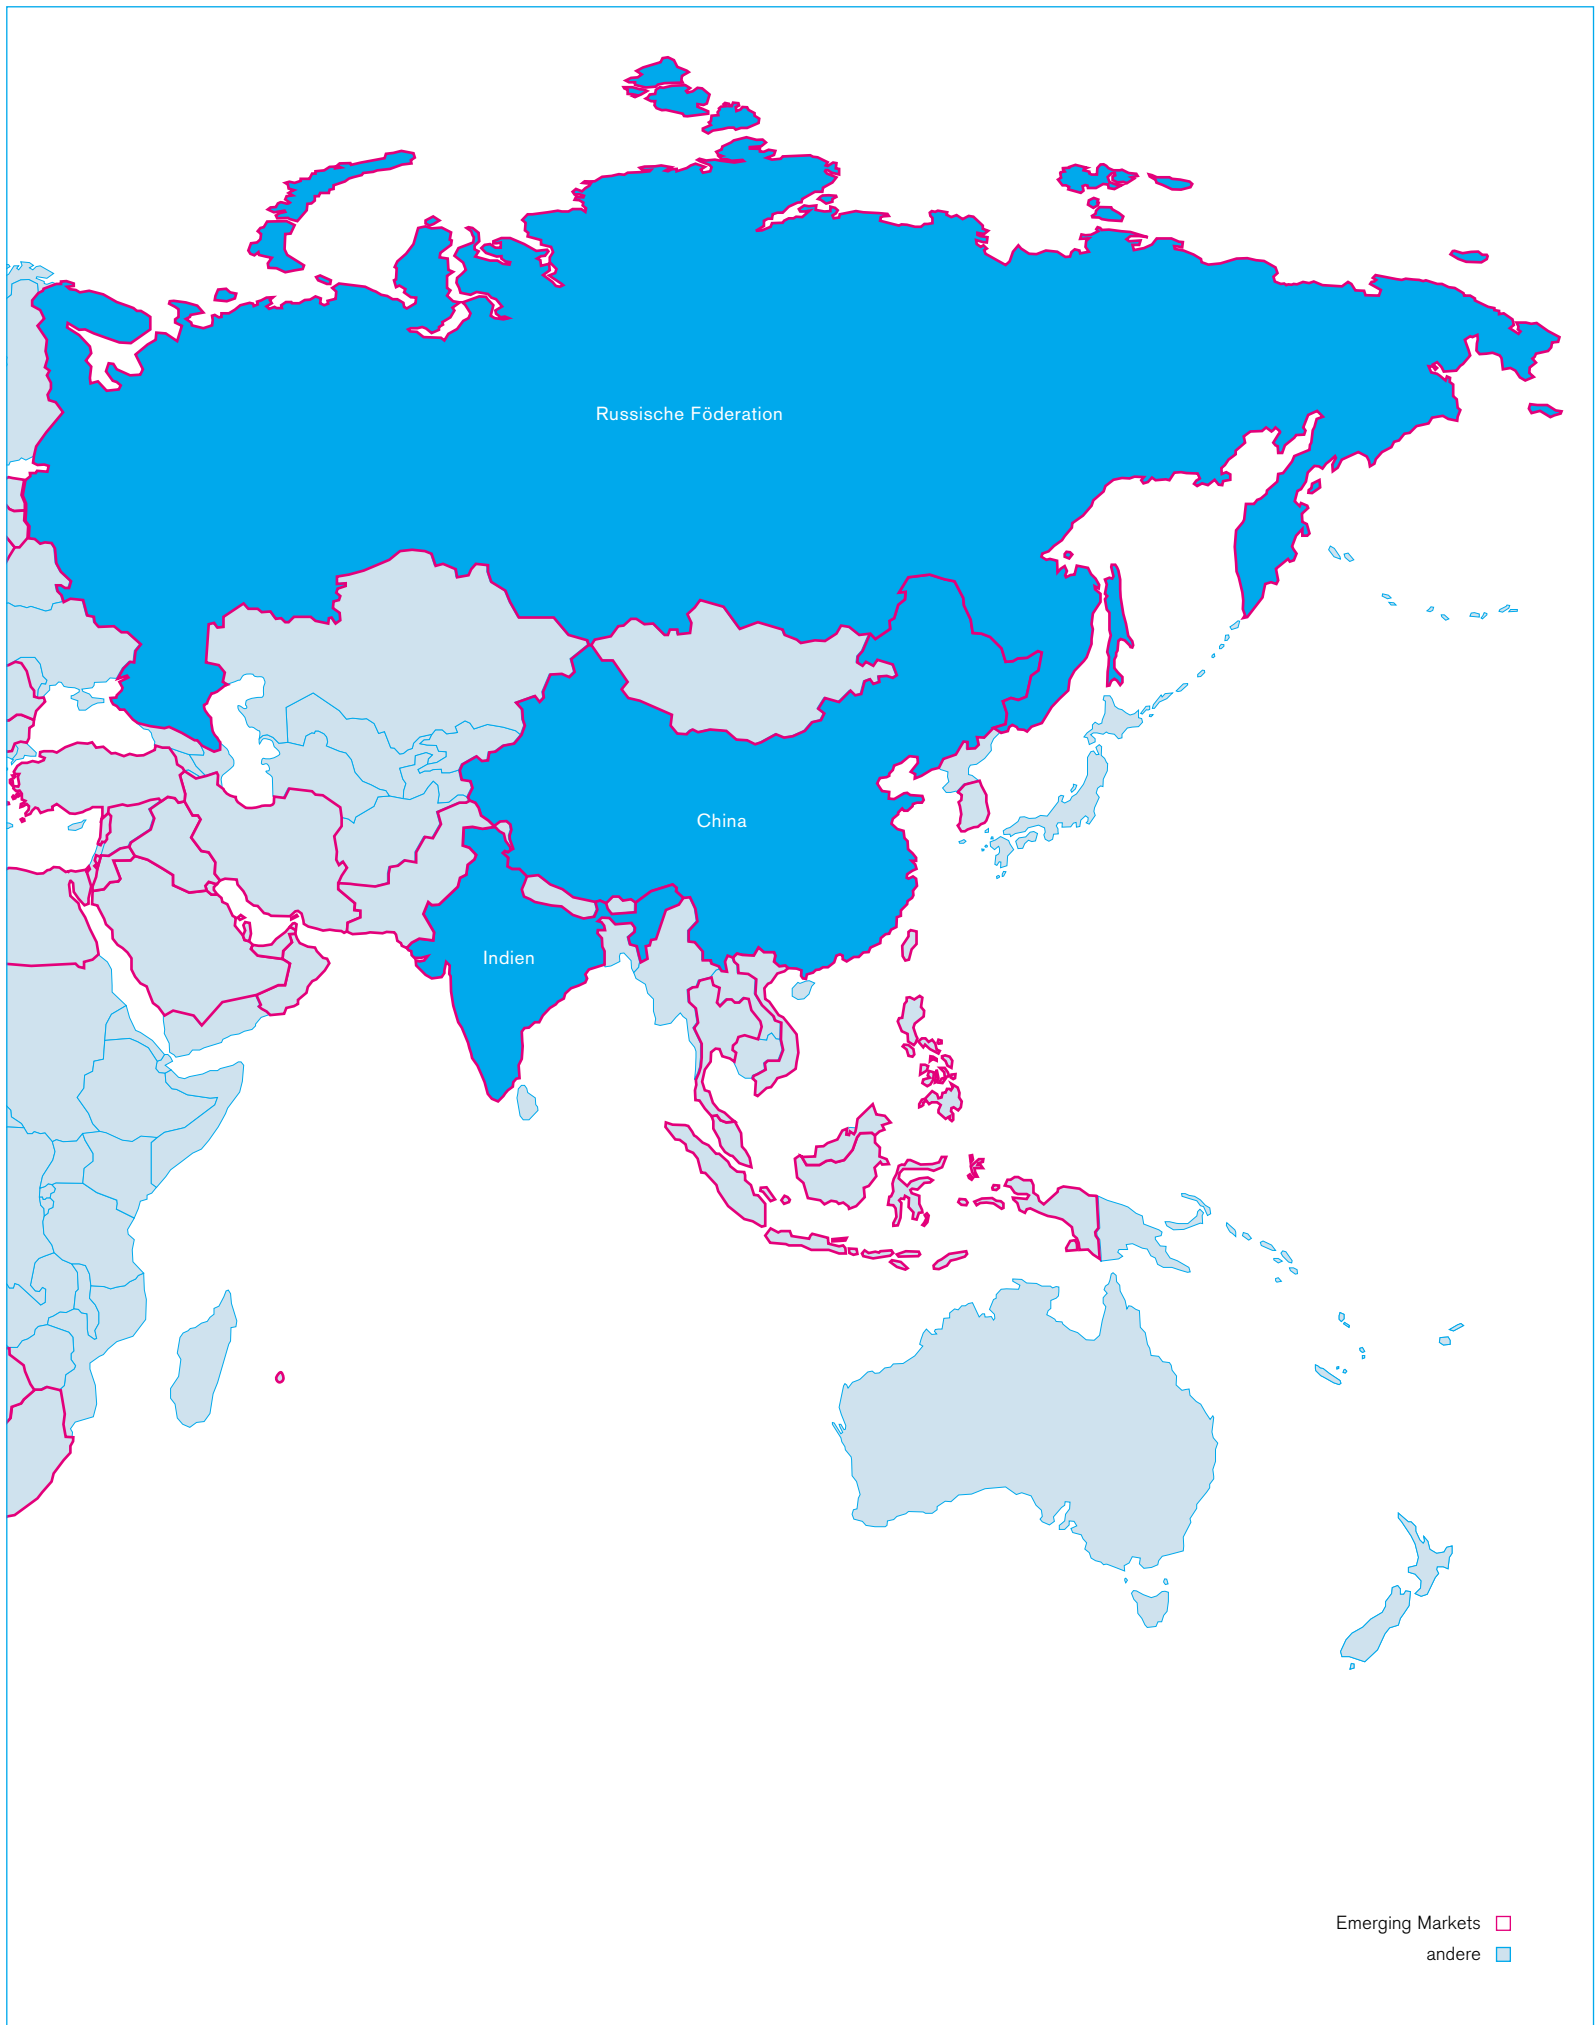 Russische Föderation
China
Indien
Emerging Markets
andere